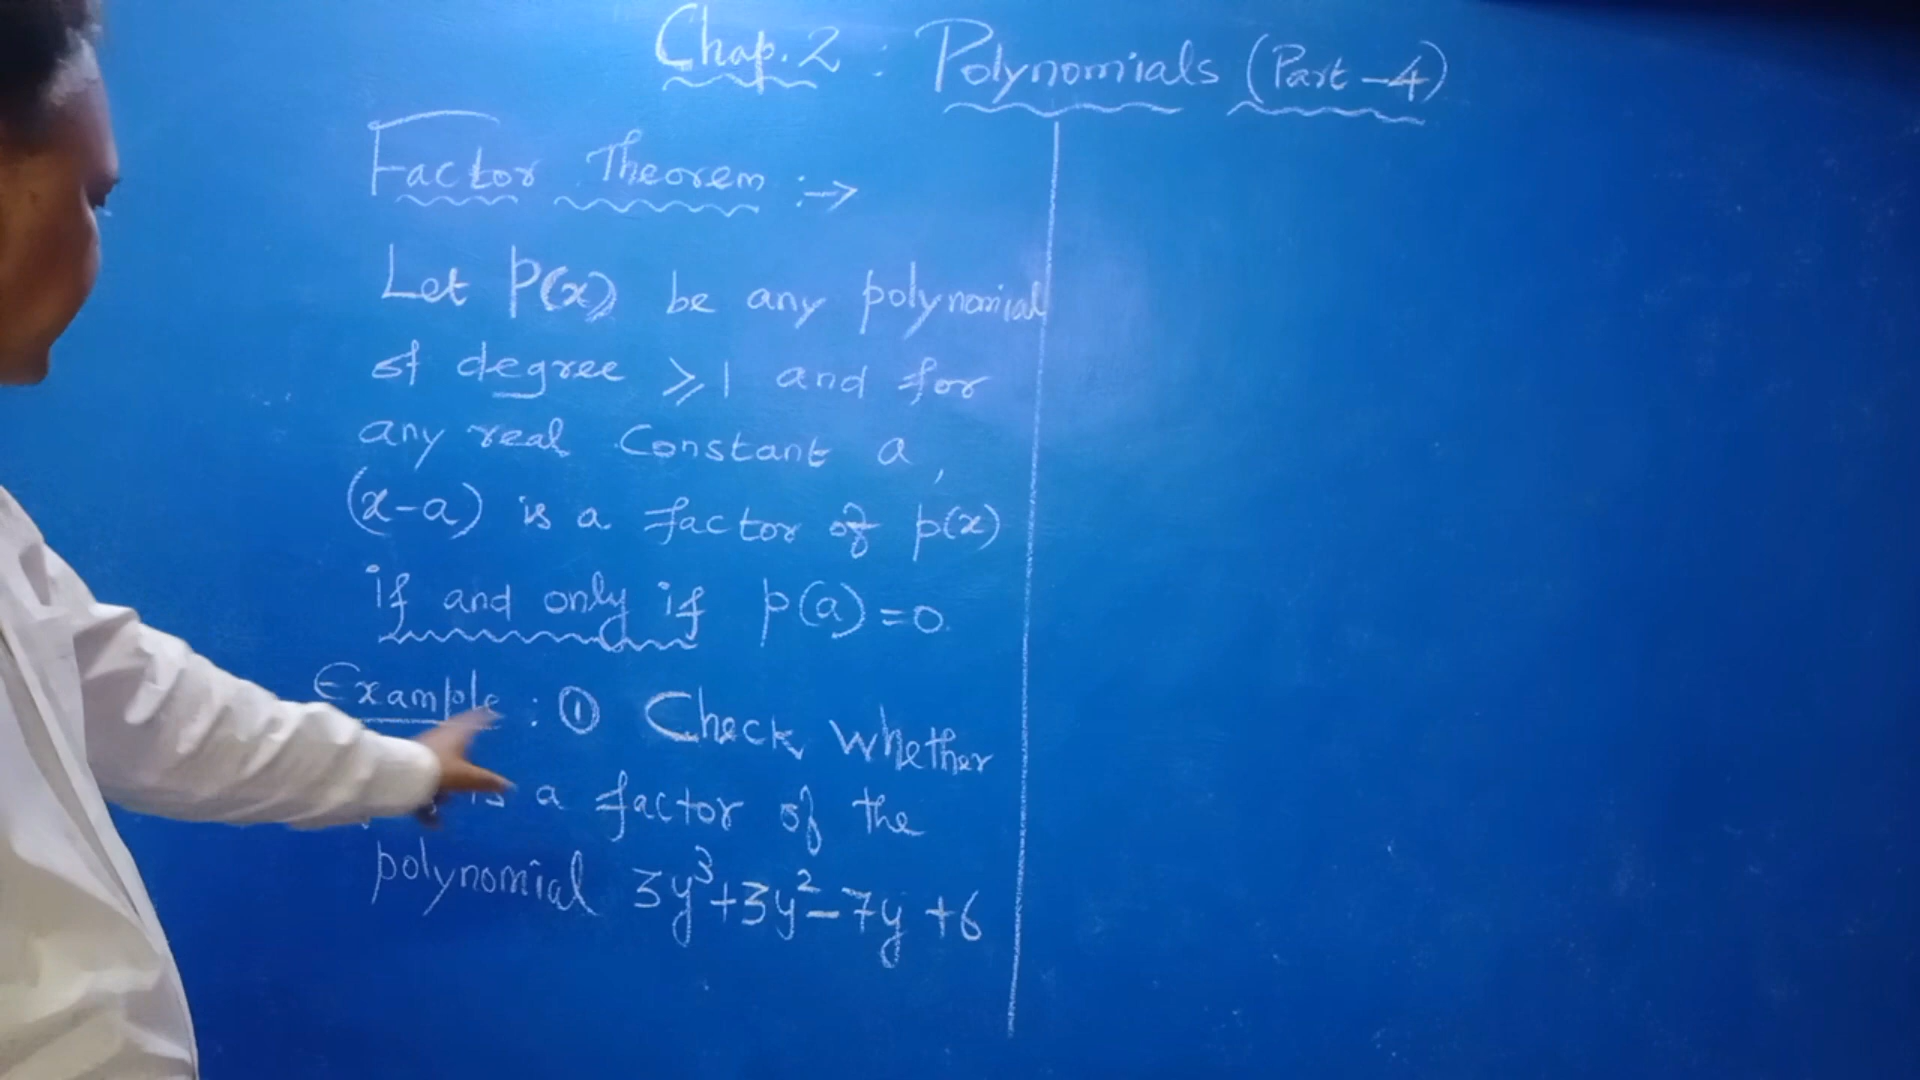 Chap. 2 : Polynomials (Part-4)
Factor Theorem :→
Let p(x) be any polynomial
of degree ≥ 1 and for
any real Constant a,
(x-a) is a factor of p(x)
if and only if p(a) = 0.
Example : ① Check whether
is a factor of the
polynomial 3y³+3y²-7y+6